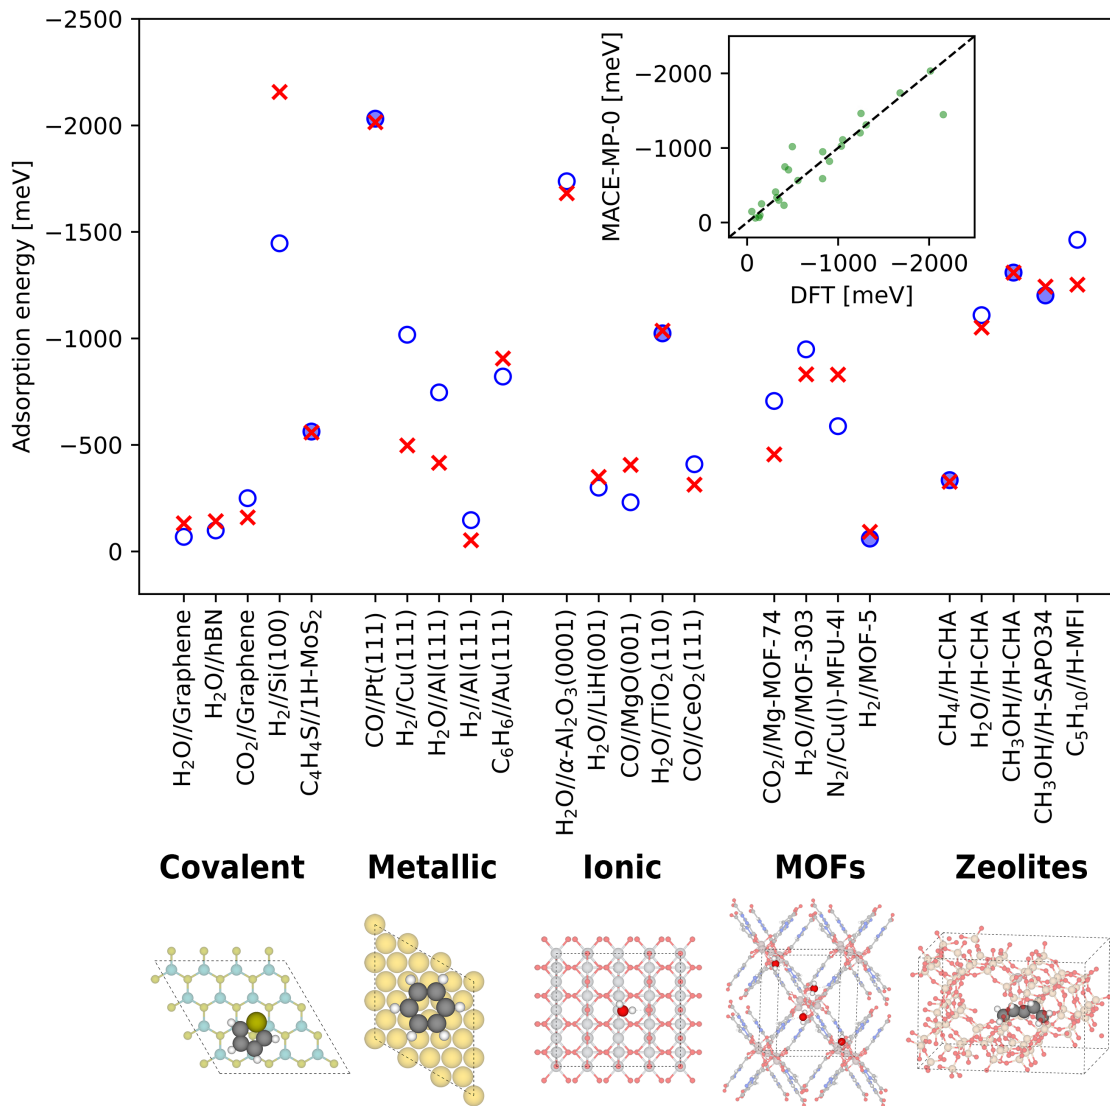 Adsorption energy [meV]
−2500
−2000
−1500
−1000
−500
0
MACE-MP-0 [meV]
−2000
−1000
0
0
−1000
−2000
DFT [meV]
H₂O//Graphene
H₂O//hBN
CO₂//Graphene
H₂//Si(100)
C₄H₄S//1H-MoS₂
CO//Pt(111)
H₂//Cu(111)
H₂O//Al(111)
H₂//Al(111)
C₆H₆//Au(111)
H₂O//α-Al₂O₃(0001)
H₂O//LiH(001)
CO//MgO(001)
H₂O//TiO₂(110)
CO//CeO₂(111)
CO₂//Mg-MOF-74
H₂O//MOF-303
N₂//Cu(I)-MFU-4l
H₂//MOF-5
CH₄//H-CHA
H₂O//H-CHA
CH₃OH//H-CHA
CH₃OH//H-SAPO34
C₅H₁₀//H-MFI
Covalent
Metallic
Ionic
MOFs
Zeolites